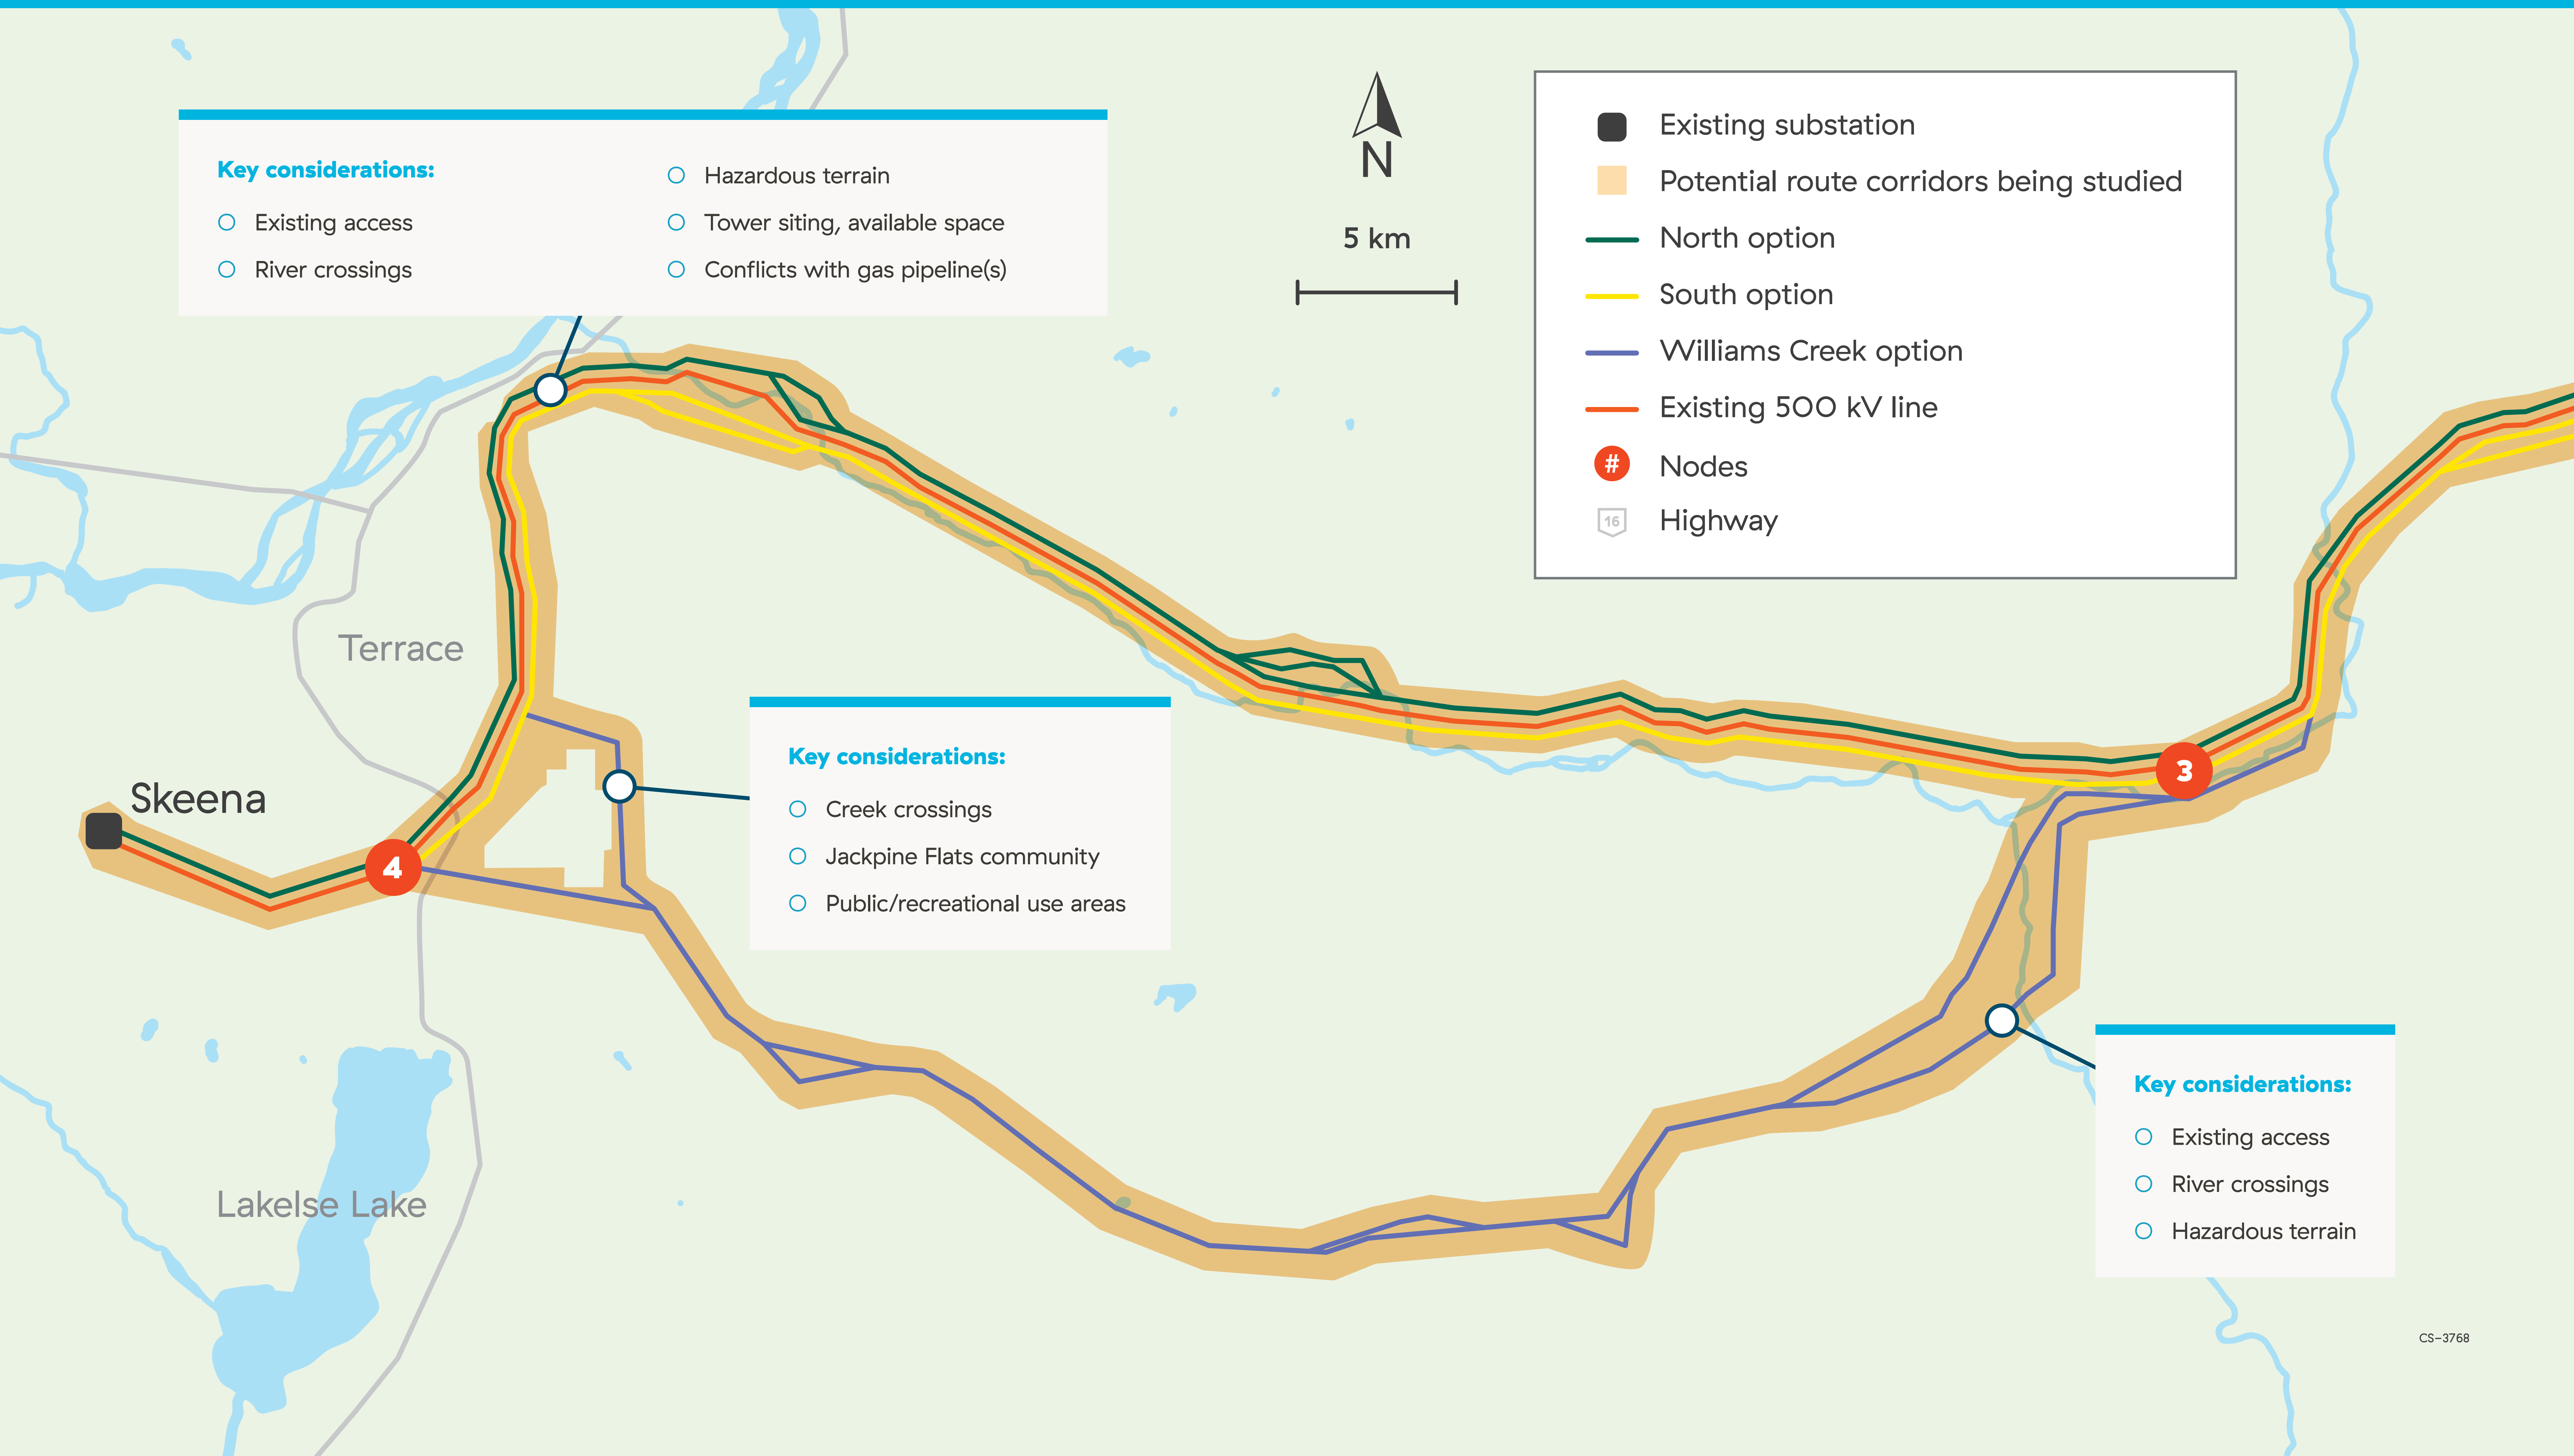 Key considerations:
Existing access
River crossings
Hazardous terrain
Tower siting, available space
Conflicts with gas pipeline(s)
N
5 km
Existing substation
Potential route corridors being studied
North option
South option
Williams Creek option
Existing 500 kV line
# Nodes
16 Highway
Terrace
Skeena
4
3
Key considerations:
Creek crossings
Jackpine Flats community
Public/recreational use areas
Lakelse Lake
Key considerations:
Existing access
River crossings
Hazardous terrain
CS-3768